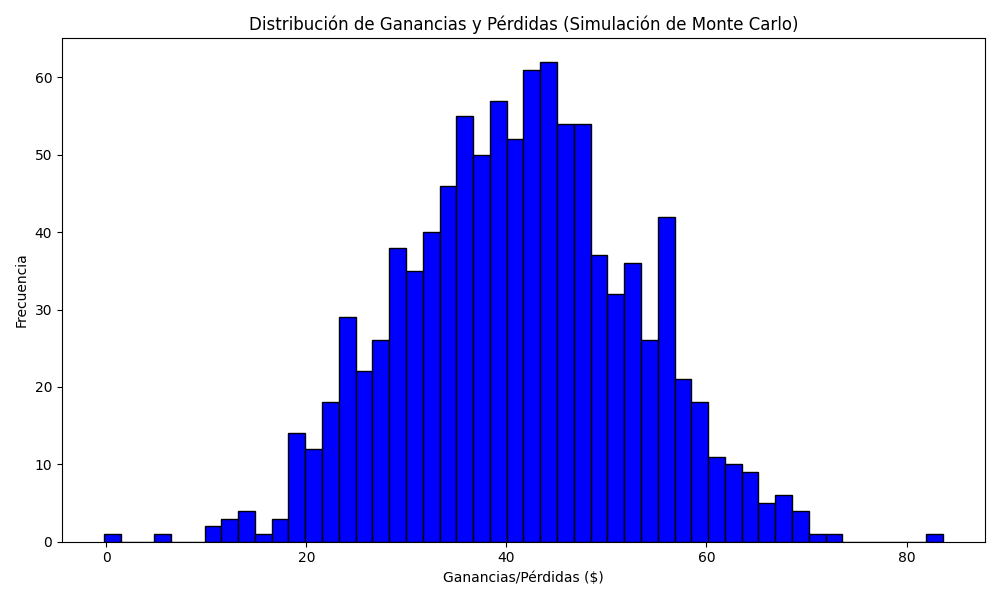 Distribución de Ganancias y Pérdidas (Simulación de Monte Carlo)
Frecuencia
60
50
40
30
20
10
0
0 20 40 60 80
Ganancias/Pérdidas ($)